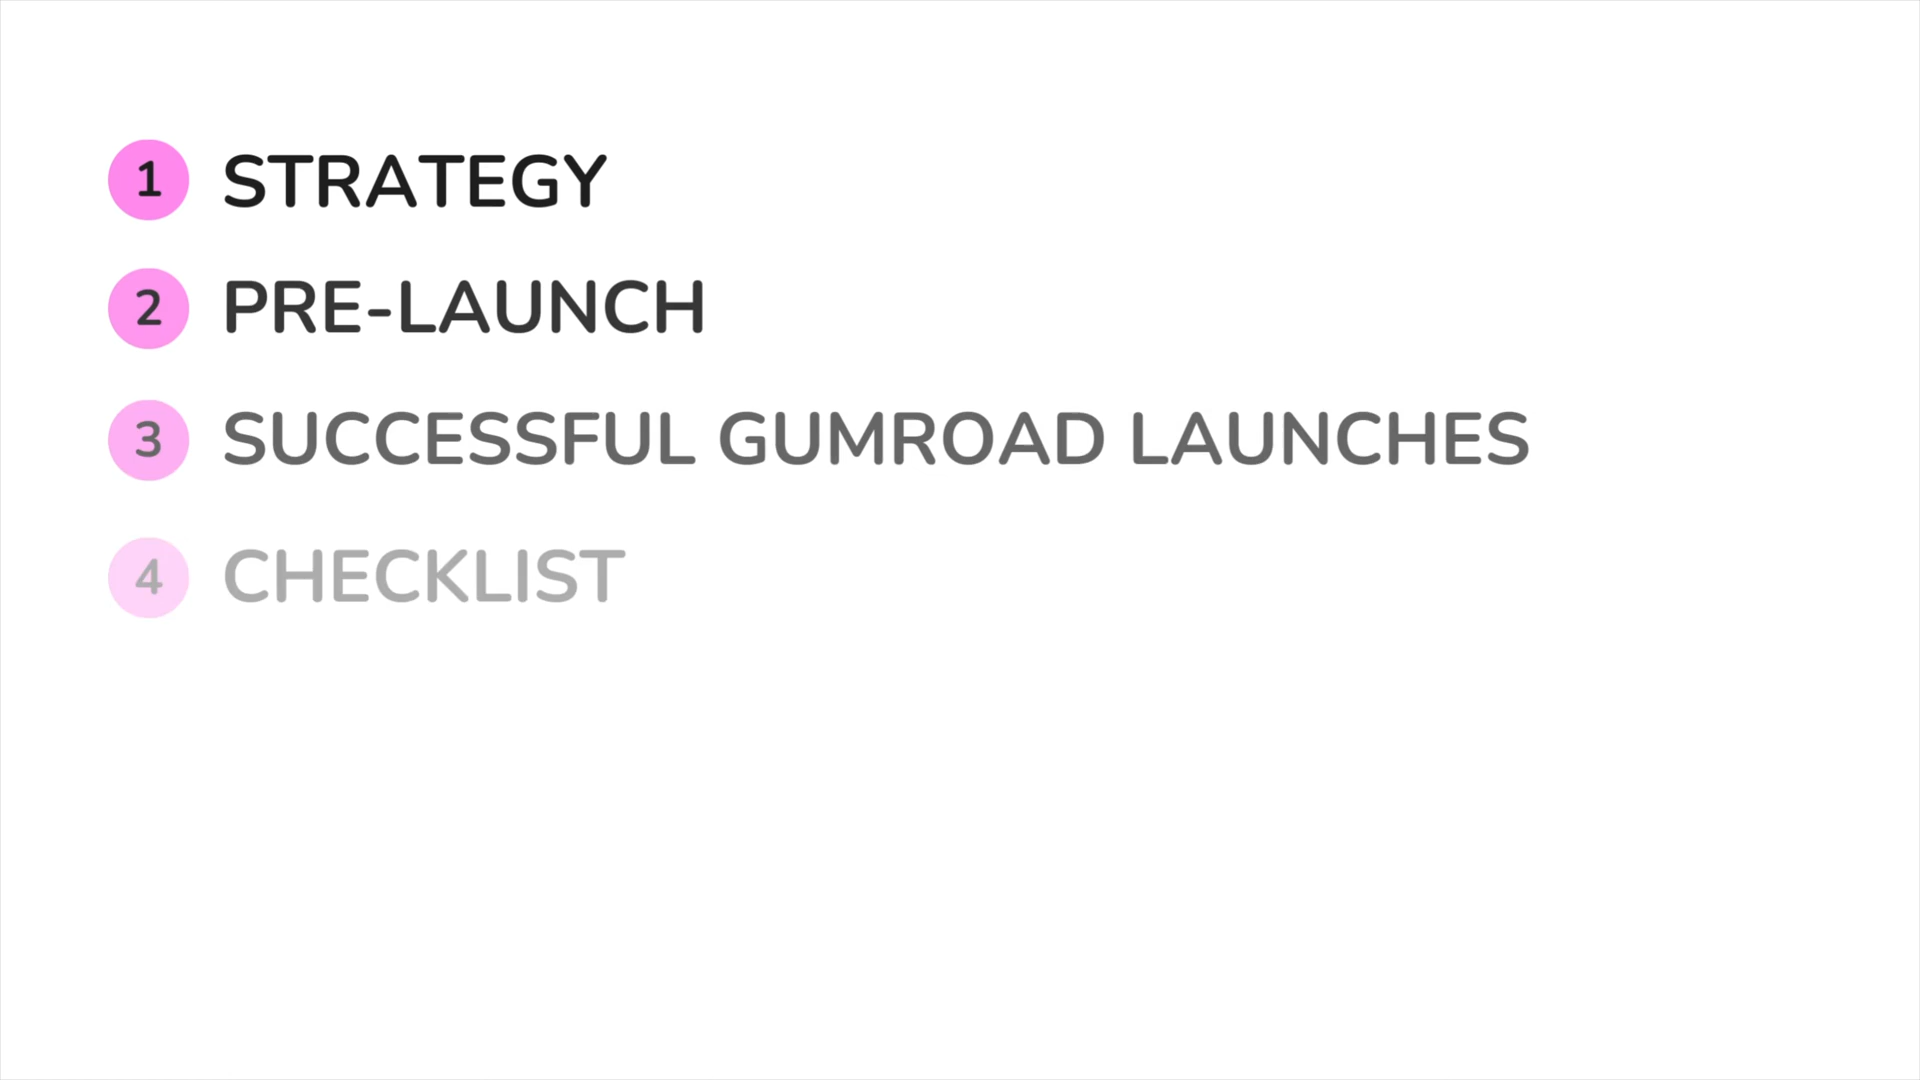 1 STRATEGY
2 PRE-LAUNCH
3 SUCCESSFUL GUMROAD LAUNCHES
4 CHECKLIST